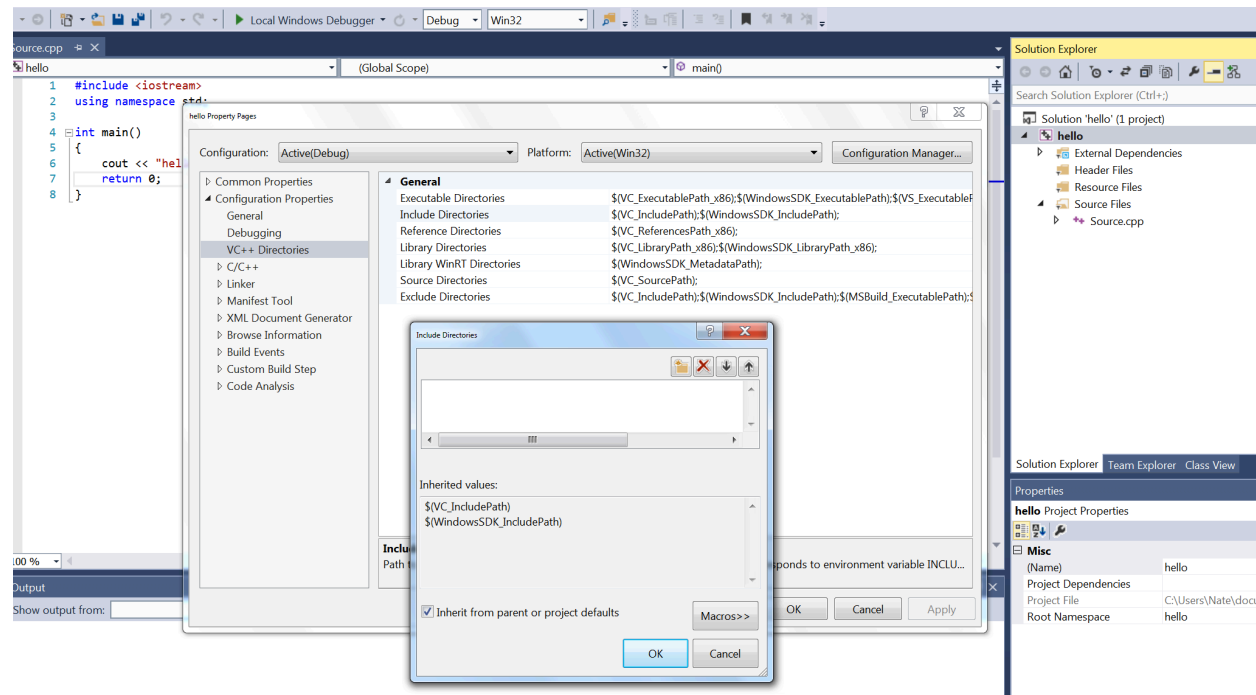 Local Windows Debugger
Debug
Win32
Source.cpp
hello
(Global Scope)
main()
1 #include <iostream>
2 using namespace std;
3
4 int main()
5 {
6 cout << "hel
7 return 0;
8 }
100 %
Output
Show output from:
hello Property Pages
?
Configuration: Active(Debug)
Platform: Active(Win32)
Configuration Manager...
Common Properties
Configuration Properties
General
Debugging
VC++ Directories
C/C++
Linker
Manifest Tool
XML Document Generator
Browse Information
Build Events
Custom Build Step
Code Analysis
General
Executable Directories $(VC_ExecutablePath_x86);$(WindowsSDK_ExecutablePath);$(VS_ExecutableP
Include Directories $(VC_IncludePath);$(WindowsSDK_IncludePath);
Reference Directories $(VC_ReferencesPath_x86);
Library Directories $(VC_LibraryPath_x86);$(WindowsSDK_LibraryPath_x86);
Library WinRT Directories $(WindowsSDK_MetadataPath);
Source Directories $(VC_SourcePath);
Exclude Directories $(VC_IncludePath);$(WindowsSDK_IncludePath);$(MSBuild_ExecutablePath);$
Inclu
Path t
sponds to environment variable INCLU...
OK
Cancel
Apply
Include Directories
?
Inherited values:
$(VC_IncludePath)
$(WindowsSDK_IncludePath)
Inherit from parent or project defaults
Macros>>
OK
Cancel
Solution Explorer
Search Solution Explorer (Ctrl+;)
Solution 'hello' (1 project)
hello
External Dependencies
Header Files
Resource Files
Source Files
++ Source.cpp
Solution Explorer Team Explorer Class View
Properties
hello Project Properties
Misc
(Name) hello
Project Dependencies
Project File C:\Users\Nate\docu
Root Namespace hello